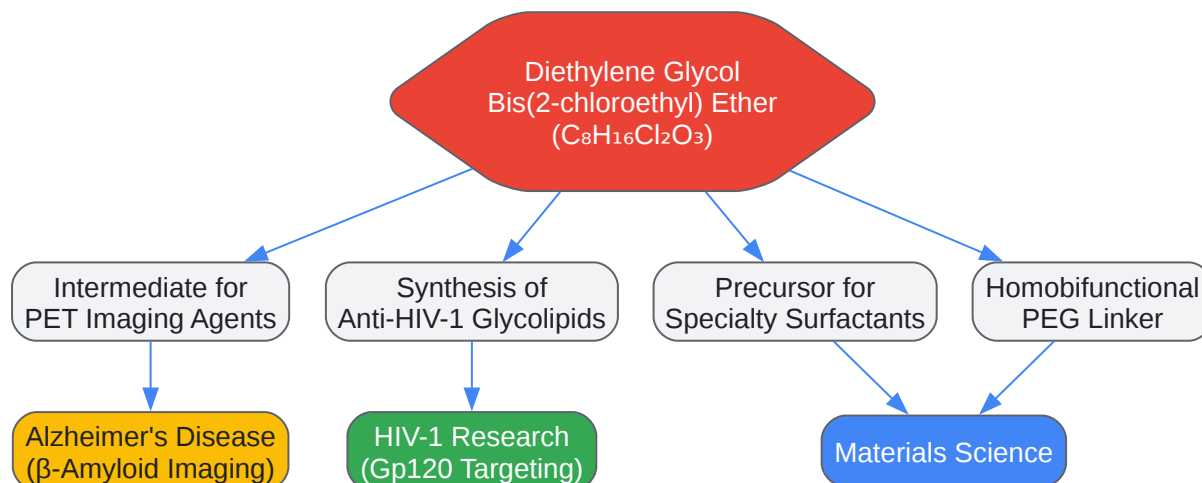 Diethylene Glycol
Bis(2-chloroethyl) Ether
(C₈H₁₆Cl₂O₃)
Intermediate for
PET Imaging Agents
Synthesis of
Anti-HIV-1 Glycolipids
Precursor for
Specialty Surfactants
Homobifunctional
PEG Linker
Alzheimer's Disease
(β-Amyloid Imaging)
HIV-1 Research
(Gp120 Targeting)
Materials Science